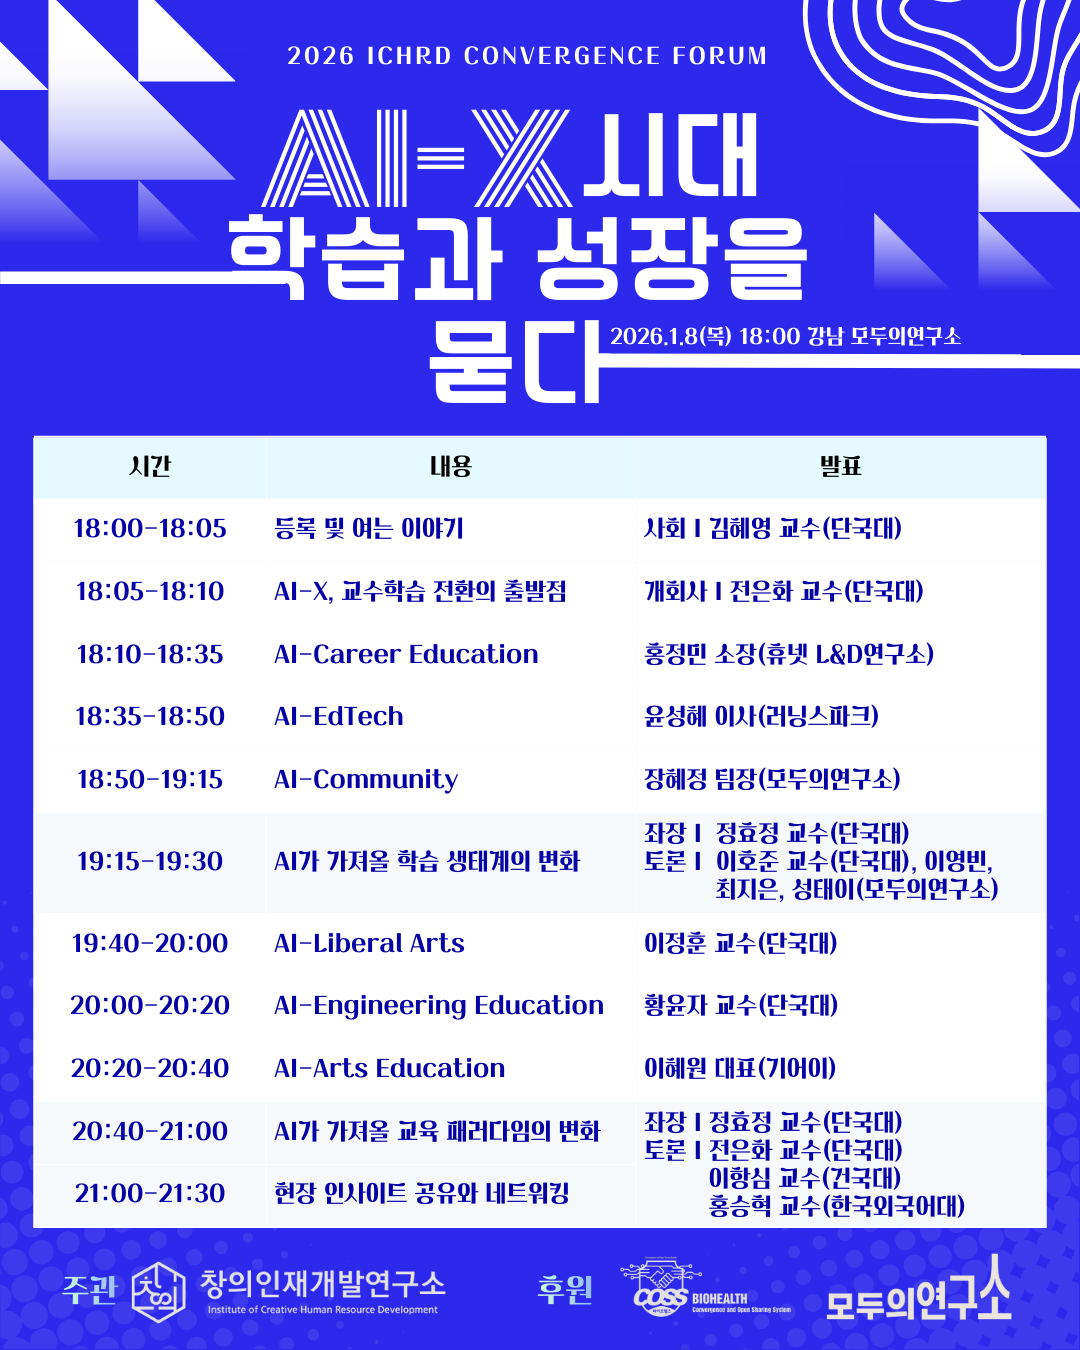 2026 ICHRD CONVERGENCE FORUM
AI-X시대
학습과 성장을
묻다
2026.1.8(목) 18:00 강남 모두의연구소
시간 내용 발표
18:00-18:05 등록 및 여는 이야기 사회 I 김혜영 교수(단국대)
18:05-18:10 AI-X, 교수학습 전환의 출발점 개회사 I 전은화 교수(단국대)
18:10-18:35 AI-Career Education 홍정민 소장(휴넷 L&D연구소)
18:35-18:50 AI-EdTech 윤성혜 이사(러닝스파크)
18:50-19:15 AI-Community 장혜정 팀장(모두의연구소)
19:15-19:30 AI가 가져올 학습 생태계의 변화
좌장 I 정효정 교수(단국대)
토론 I 이호준 교수(단국대), 이영빈,
최지은, 성태이(모두의연구소)
19:40-20:00 AI-Liberal Arts 이정훈 교수(단국대)
20:00-20:20 AI-Engineering Education 황윤자 교수(단국대)
20:20-20:40 AI-Arts Education 이혜원 대표(기어이)
20:40-21:00 AI가 가져올 교육 패러다임의 변화
21:00-21:30 현장 인사이트 공유와 네트워킹
좌장 I 정효정 교수(단국대)
토론 I 전은화 교수(단국대)
이항심 교수(건국대)
홍승혁 교수(한국외국어대)
주관 창의인재개발연구소
Institute of Creative Human Resource Development
후원
COSS
BIOHEALTH
Convergence and Open Sharing System
모두의연구소